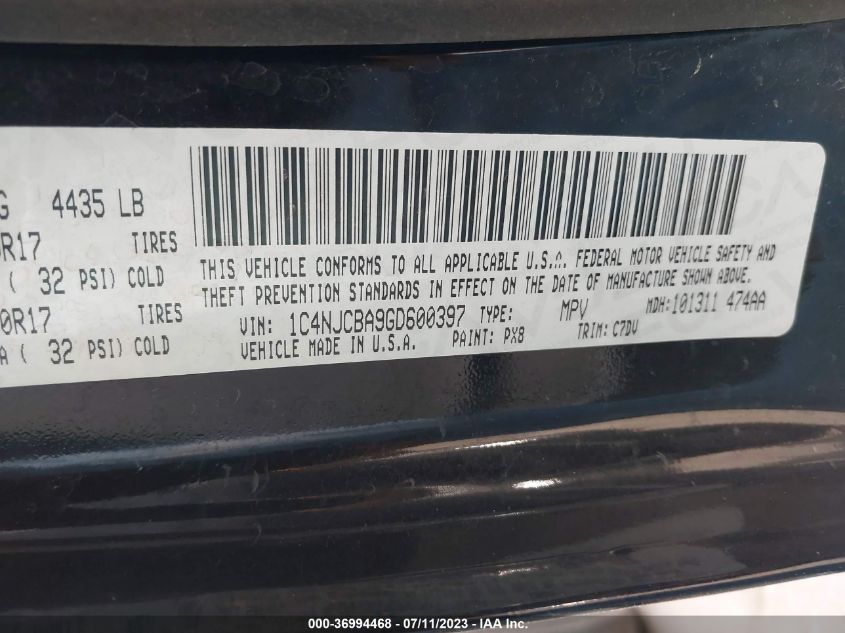 G 4435 LB
R17 TIRES
( 32 PSI) COLD
0R17 TIRES
A ( 32 PSI) COLD
THIS VEHICLE CONFORMS TO ALL APPLICABLE U.S.A. FEDERAL MOTOR VEHICLE SAFETY AND
THEFT PREVENTION STANDARDS IN EFFECT ON THE DATE OF MANUFACTURE SHOWN ABOVE.
VIN: 1C4NJCBA9GD600397 TYPE: MPV MDH:101311 474AA
VEHICLE MADE IN U.S.A. PAINT: PX8 TRIM: C7DV
000-36994468 - 07/11/2023 - IAA Inc.